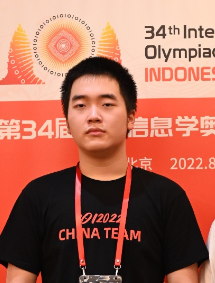 34th Inte
Olympiad
INDONES
第34届
信息学奥
北京 2022.8
IOI2022
CHINA TEAM